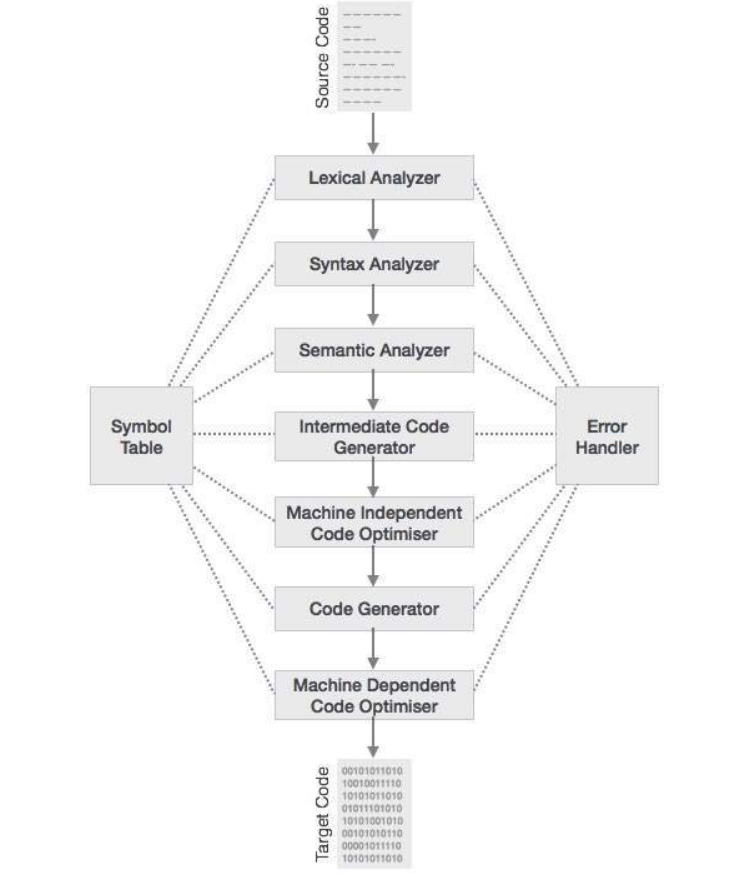 Source Code
Lexical Analyzer
Syntax Analyzer
Semantic Analyzer
Symbol
Table
Intermediate Code
Generator
Error
Handler
Machine Independent
Code Optimiser
Code Generator
Machine Dependent
Code Optimiser
Target Code
00101011010
10010011110
10101011010
01011101010
10101001010
00101010110
00001011110
10101011010